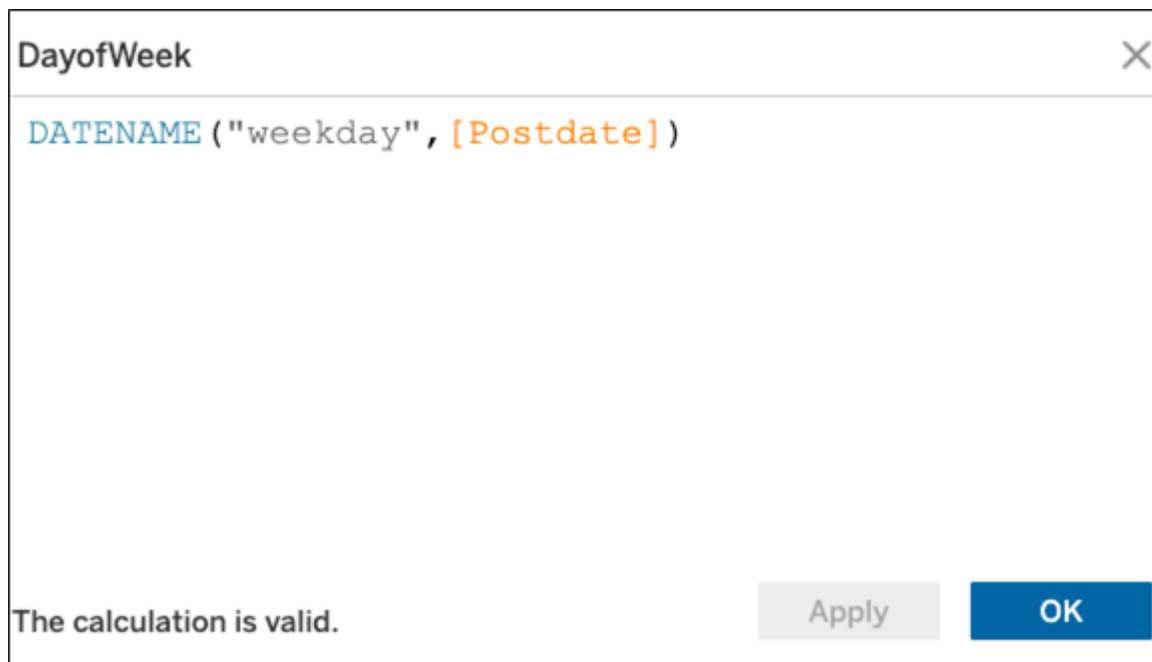 DayofWeek
DATENAME("weekday",[Postdate])
The calculation is valid.
Apply
OK